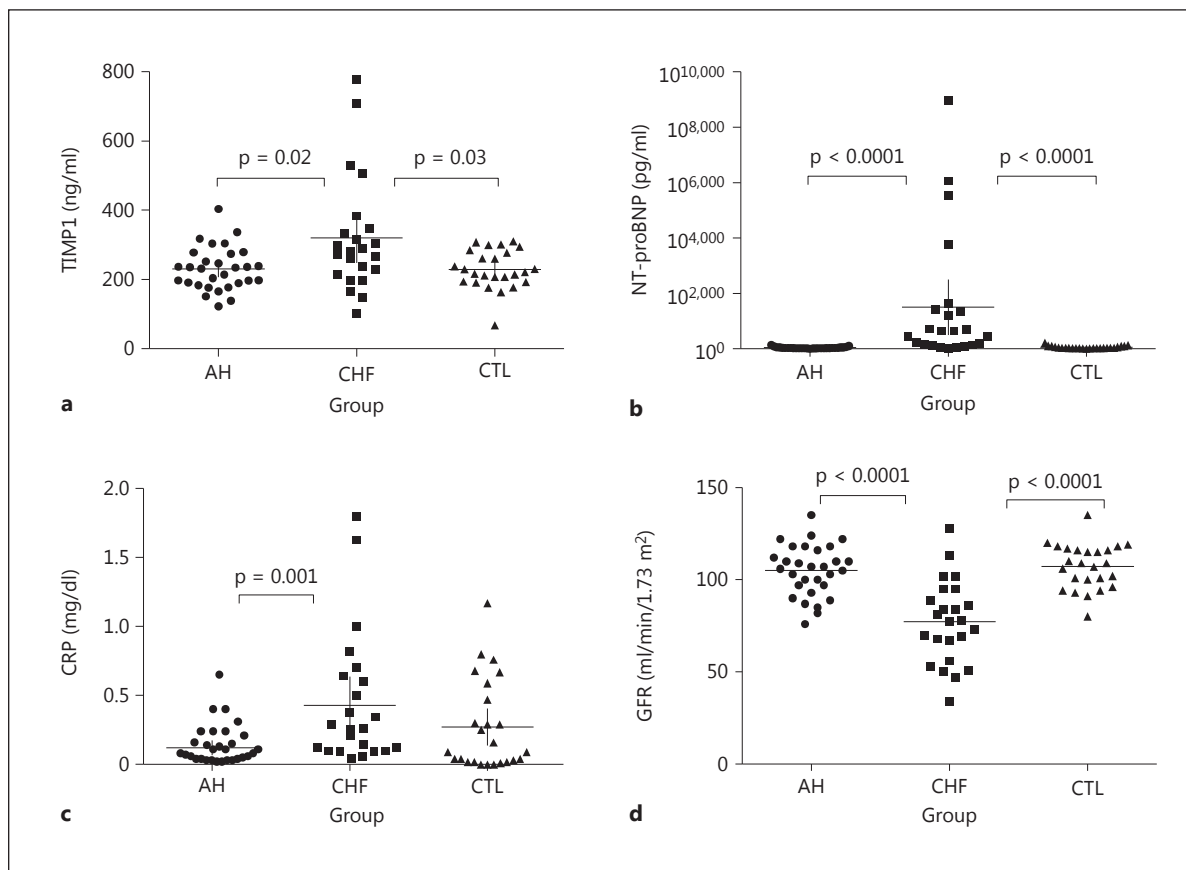 800
600
400
200
0
TIMP1 (ng/ml)
p = 0.02
p = 0.03
AH
CHF
CTL
Group
a
10^10,000
10^8,000
10^6,000
10^4,000
10^2,000
10^0
NT-proBNP (pg/ml)
p < 0.0001
p < 0.0001
AH
CHF
CTL
Group
b
2.0
1.5
1.0
0.5
0
CRP (mg/dl)
p = 0.001
AH
CHF
CTL
Group
c
150
100
50
0
GFR (ml/min/1.73 m²)
p < 0.0001
p < 0.0001
AH
CHF
CTL
Group
d